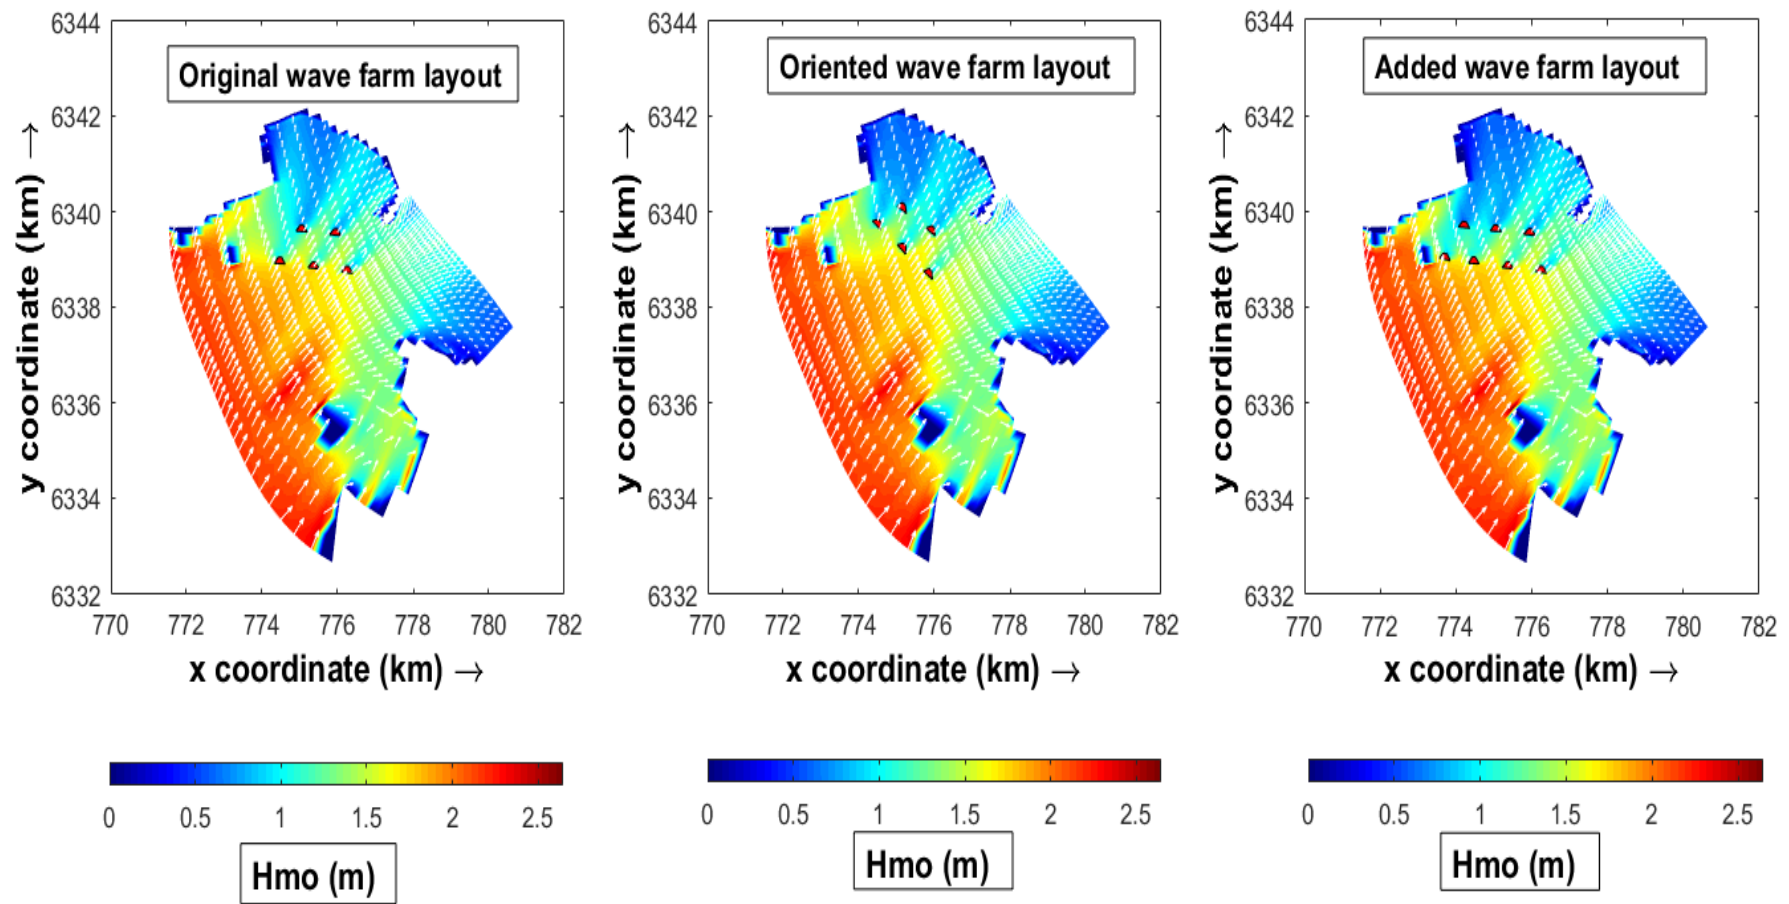 Original wave farm layout
Oriented wave farm layout
Added wave farm layout
y coordinate (km) →
6344
6342
6340
6338
6336
6334
6332
770 772 774 776 778 780 782
x coordinate (km) →
y coordinate (km) →
6344
6342
6340
6338
6336
6334
6332
770 772 774 776 778 780 782
x coordinate (km) →
y coordinate (km) →
6344
6342
6340
6338
6336
6334
6332
770 772 774 776 778 780 782
x coordinate (km) →
0 0.5 1 1.5 2 2.5
Hmo (m)
0 0.5 1 1.5 2 2.5
Hmo (m)
0 0.5 1 1.5 2 2.5
Hmo (m)